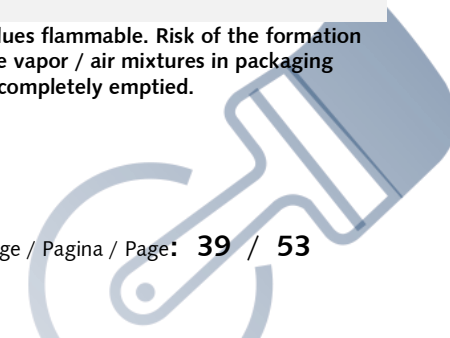 lues flammable. Risk of the formation
e vapor / air mixtures in packaging
completely emptied.
ge / Pagina / Page: 39 / 53